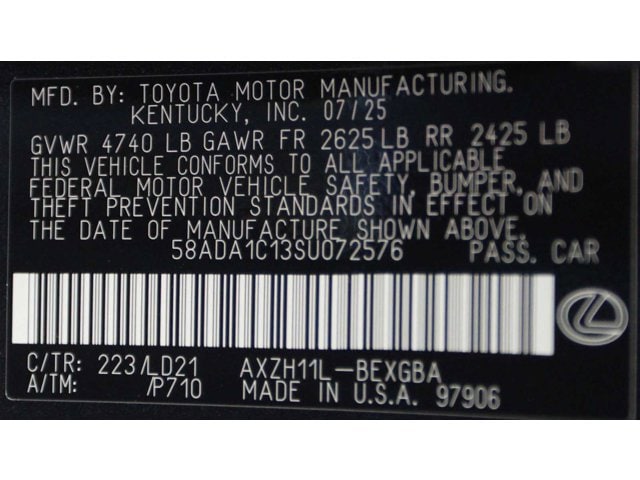 MFD. BY: TOYOTA MOTOR MANUFACTURING.
KENTUCKY, INC. 07/25
GVWR 4740 LB GAWR FR 2625 LB RR 2425 LB
THIS VEHICLE CONFORMS TO ALL APPLICABLE
FEDERAL MOTOR VEHICLE SAFETY, BUMPER, AND
THEFT PREVENTION STANDARDS IN EFFECT ON
THE DATE OF MANUFACTURE SHOWN ABOVE.
58ADA1C13SU072576 PASS. CAR
C/TR: 223/LD21 AXZH11L-BEXGBA
A/TM: /P710 MADE IN U.S.A. 97906